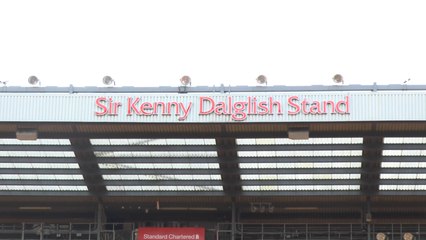 Sir Kenny Dalglish Stand
Standard Chartered